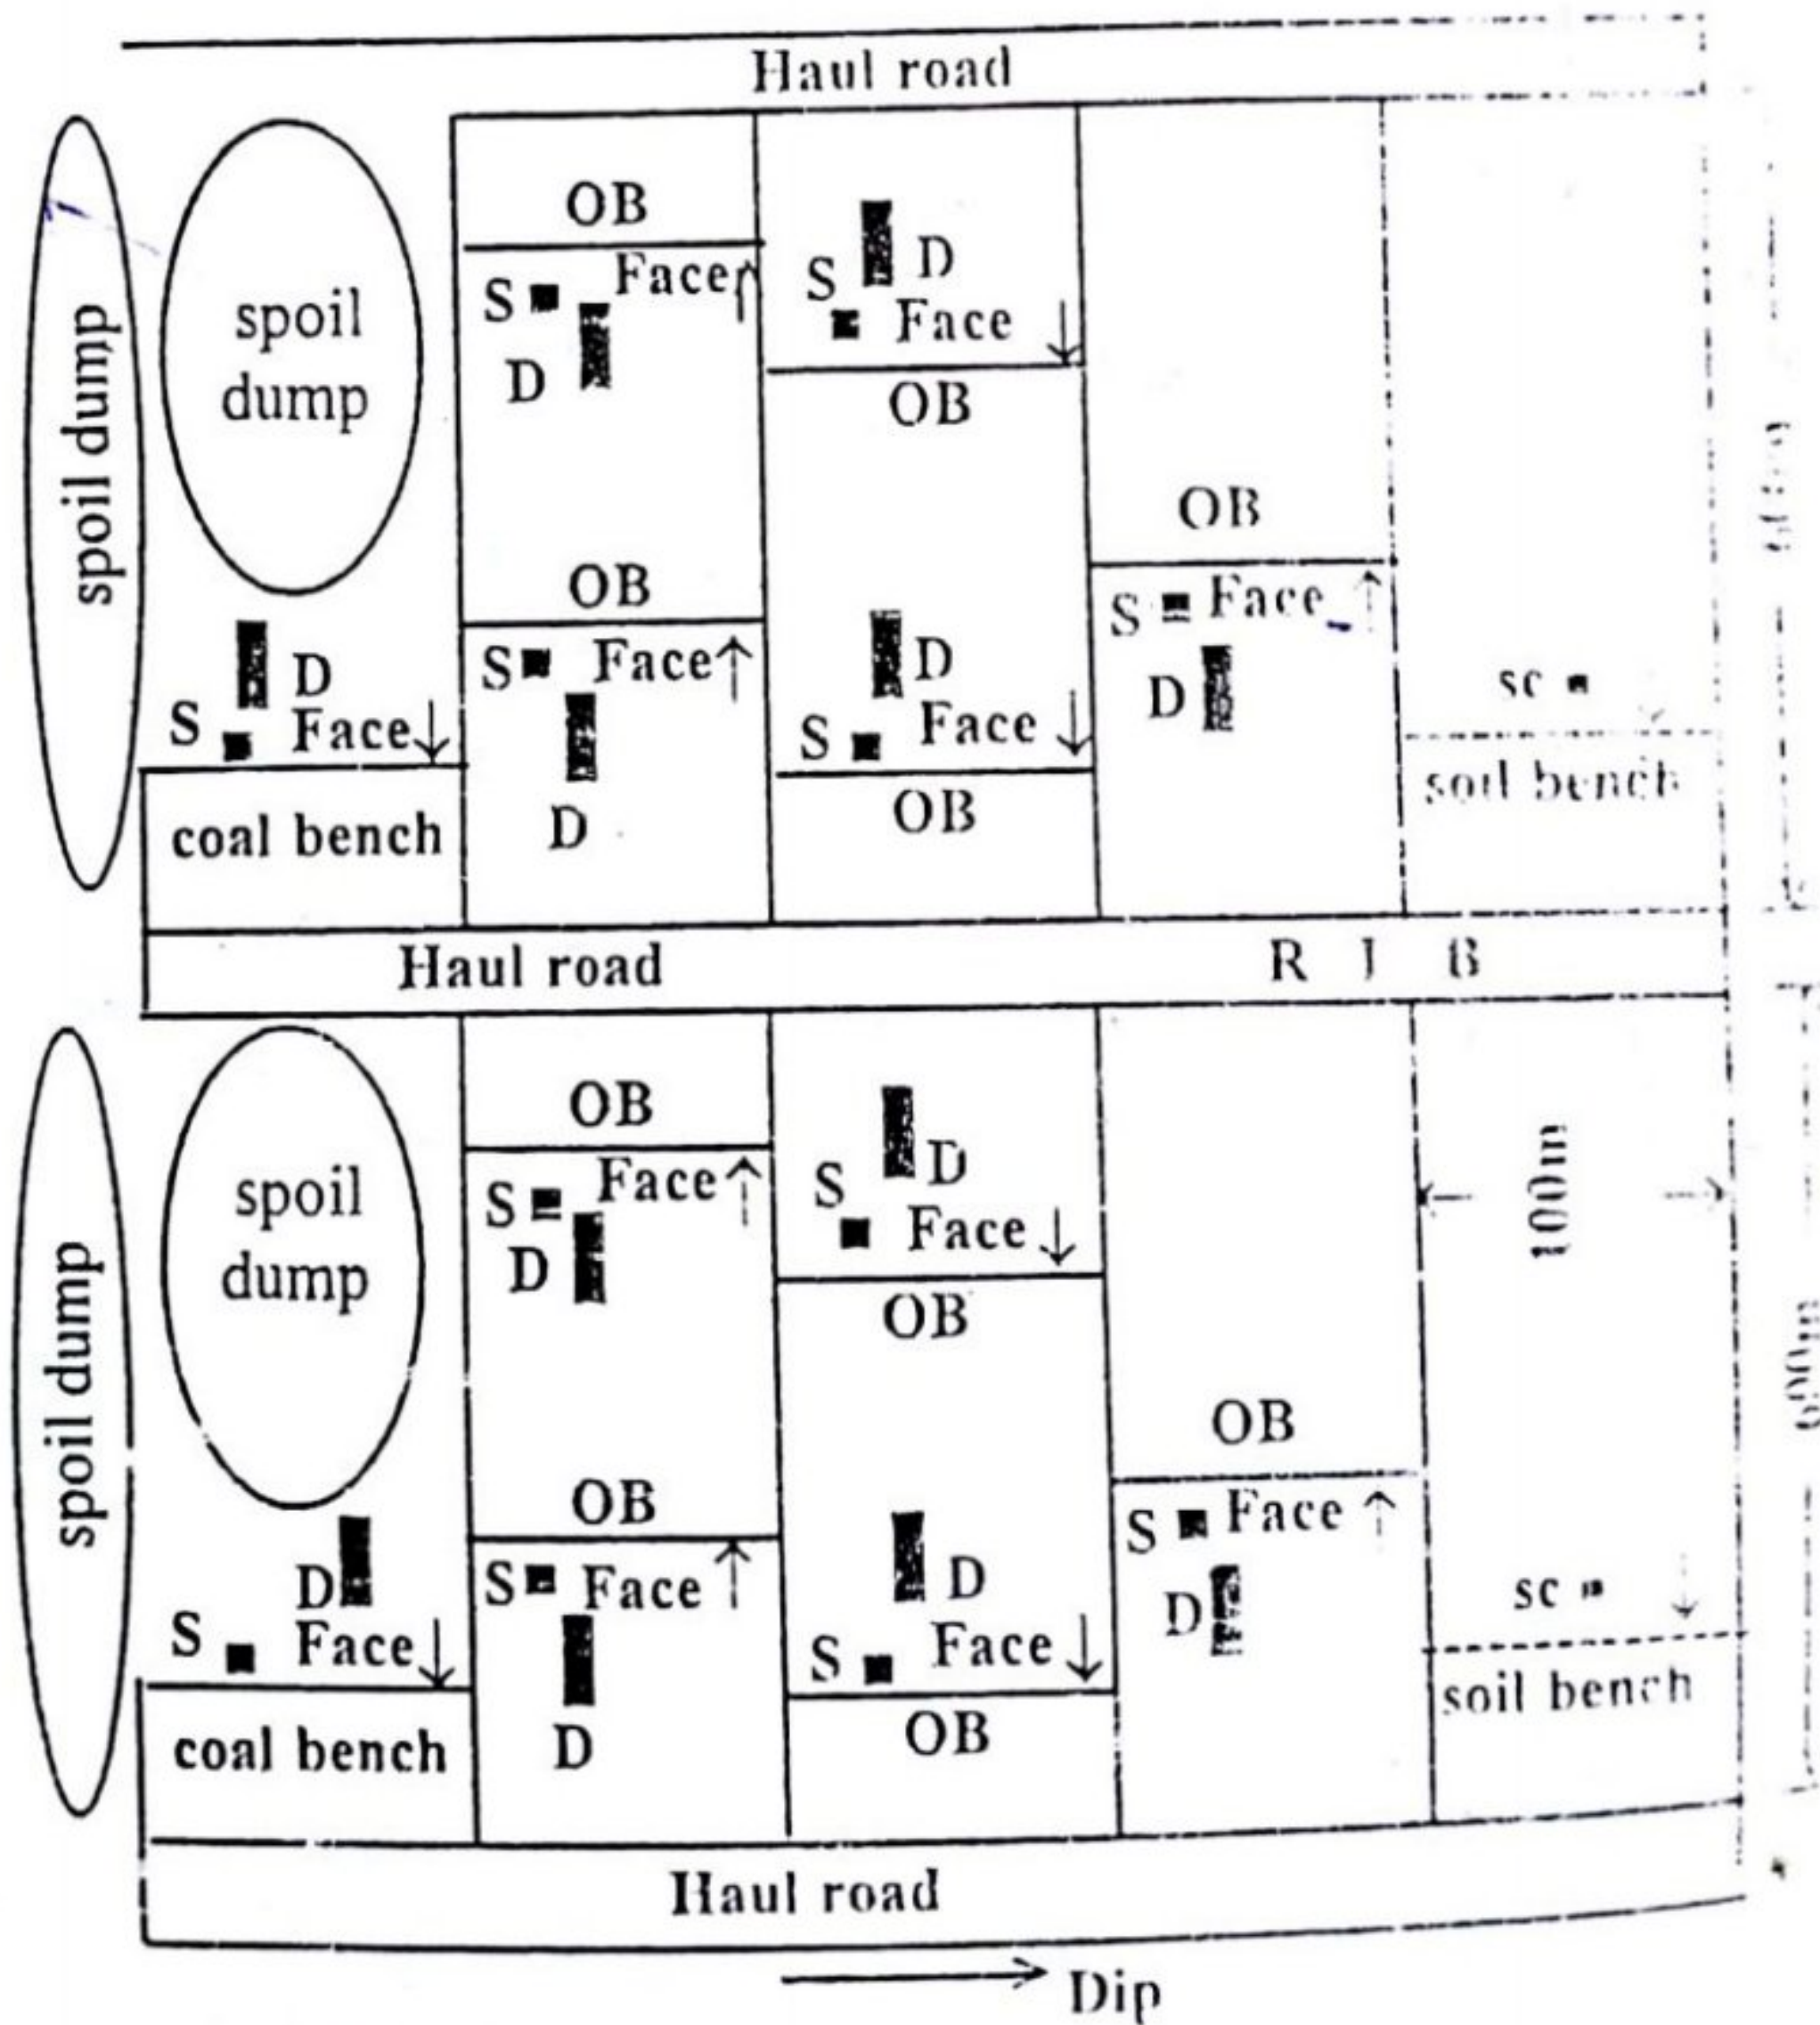 Haul road
spoil dump
spoil
dump
OB
S Face
D
OB
S Face
D
S D
Face
OB
D
S Face
OB
OB
S Face
D
sc
soil bench
D
S Face
coal bench
Haul road
R I B
spoil dump
spoil
dump
OB
S Face
D
OB
S Face
D
S D
Face
OB
D
S Face
OB
OB
S Face
D
100m
sc
soil bench
600m
D
S Face
coal bench
Haul road
Dip